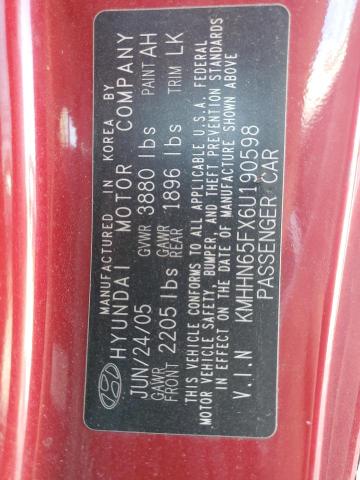 MANUFACTURED IN KOREA BY
HYUNDAI MOTOR COMPANY
JUN/24/05 GVWR 3880 lbs PAINT AH
GAWR FRONT 2205 lbs GAWR REAR 1896 lbs TRIM LK
THIS VEHICLE CONFORMS TO ALL APPLICABLE U.S.A. FEDERAL
MOTOR VEHICLE SAFETY, BUMPER, AND THEFT PREVENTION STANDARDS
IN EFFECT ON THE DATE OF MANUFACTURE SHOWN ABOVE
V.I.N KMHHN65FX6U190598
PASSENGER CAR